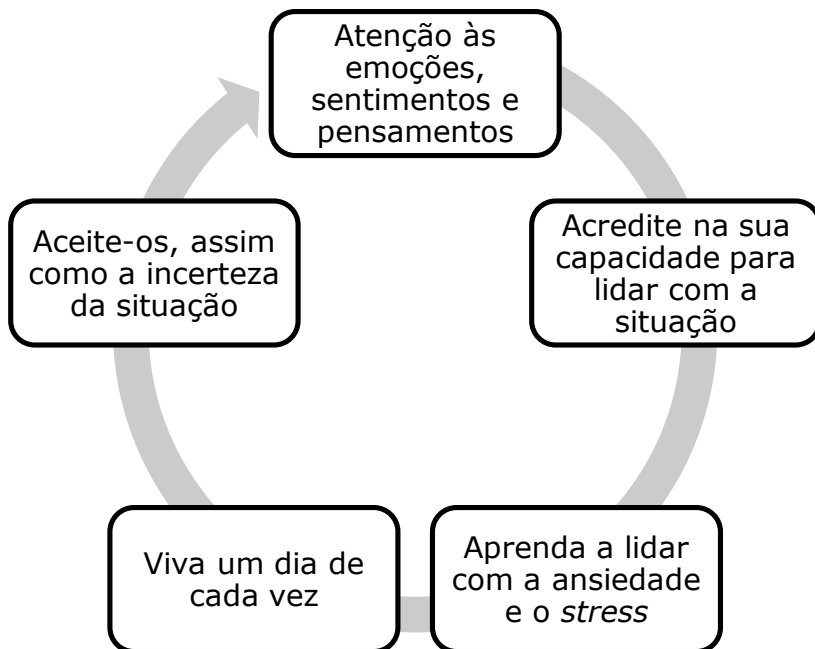 Atenção às
emoções,
sentimentos e
pensamentos
Acredite na sua
capacidade para
lidar com a
situação
Aprenda a lidar
com a ansiedade
e o stress
Viva um dia de
cada vez
Aceite-os, assim
como a incerteza
da situação